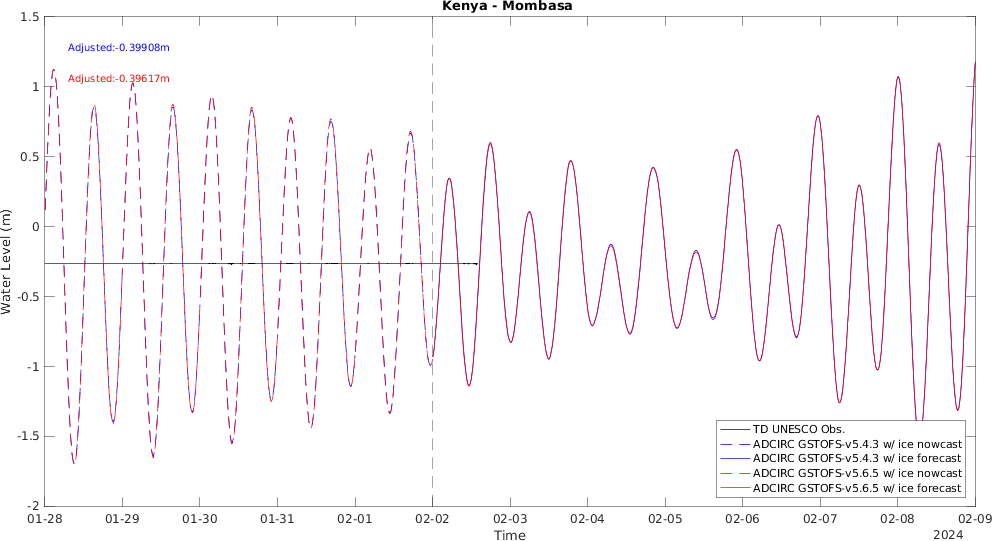 Kenya - Mombasa
Adjusted:-0.39908m
Adjusted:-0.39617m
Water Level (m)
1.5
1
0.5
0
-0.5
-1
-1.5
-2
TD UNESCO Obs.
ADCIRC GSTOFS-v5.4.3 w/ ice nowcast
ADCIRC GSTOFS-v5.4.3 w/ ice forecast
ADCIRC GSTOFS-v5.6.5 w/ ice nowcast
ADCIRC GSTOFS-v5.6.5 w/ ice forecast
01-28 01-29 01-30 01-31 02-01 02-02 02-03 02-04 02-05 02-06 02-07 02-08 02-09
Time
2024